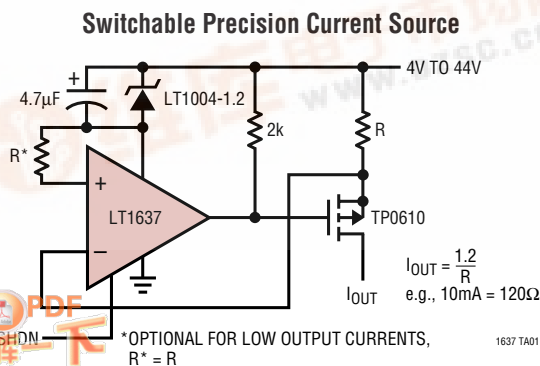 Switchable Precision Current Source
4V TO 44V
4.7µF
LT1004-1.2
2k
R
R*
+
+
LT1637
–
TP0610
IOUT
IOUT = 1.2
R
e.g., 10mA = 120Ω
PDF
SHDN
*OPTIONAL FOR LOW OUTPUT CURRENTS,
R* = R
1637 TA01